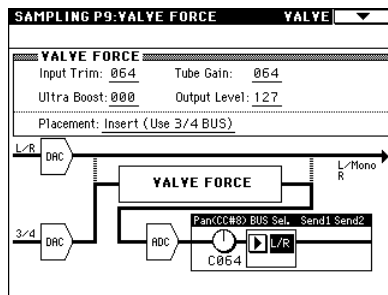 SAMPLING P9:VALVE FORCE VALVE
VALVE FORCE
Input Trim: 064 Tube Gain: 064
Ultra Boost: 000 Output Level: 127
Placement: Insert (Use 3/4 BUS)
L/R DAC
L/Mono
R
VALVE FORCE
Pan(CC#8) BUS Sel. Send1 Send2
3/4 DAC ADC L/R
C064